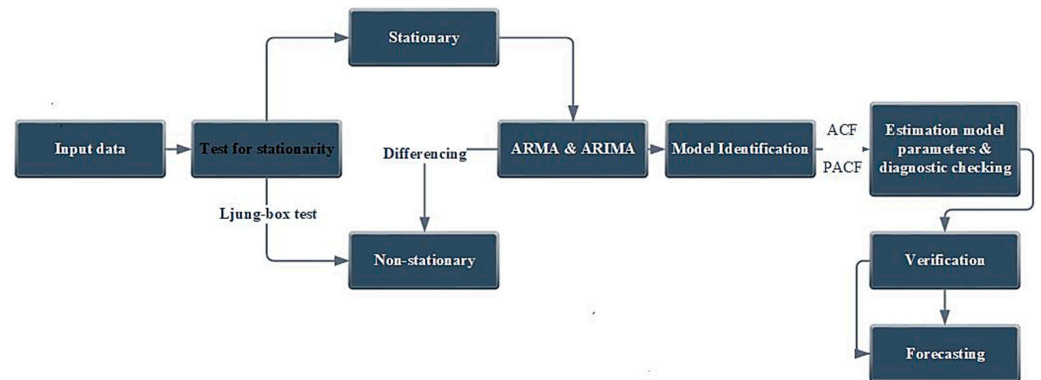 Stationary
Input data
Test for stationarity
Differencing
ARMA & ARIMA
Model Identification
ACF
PACF
Estimation model
parameters &
diagnostic checking
Ljung-box test
Non-stationary
Verification
Forecasting